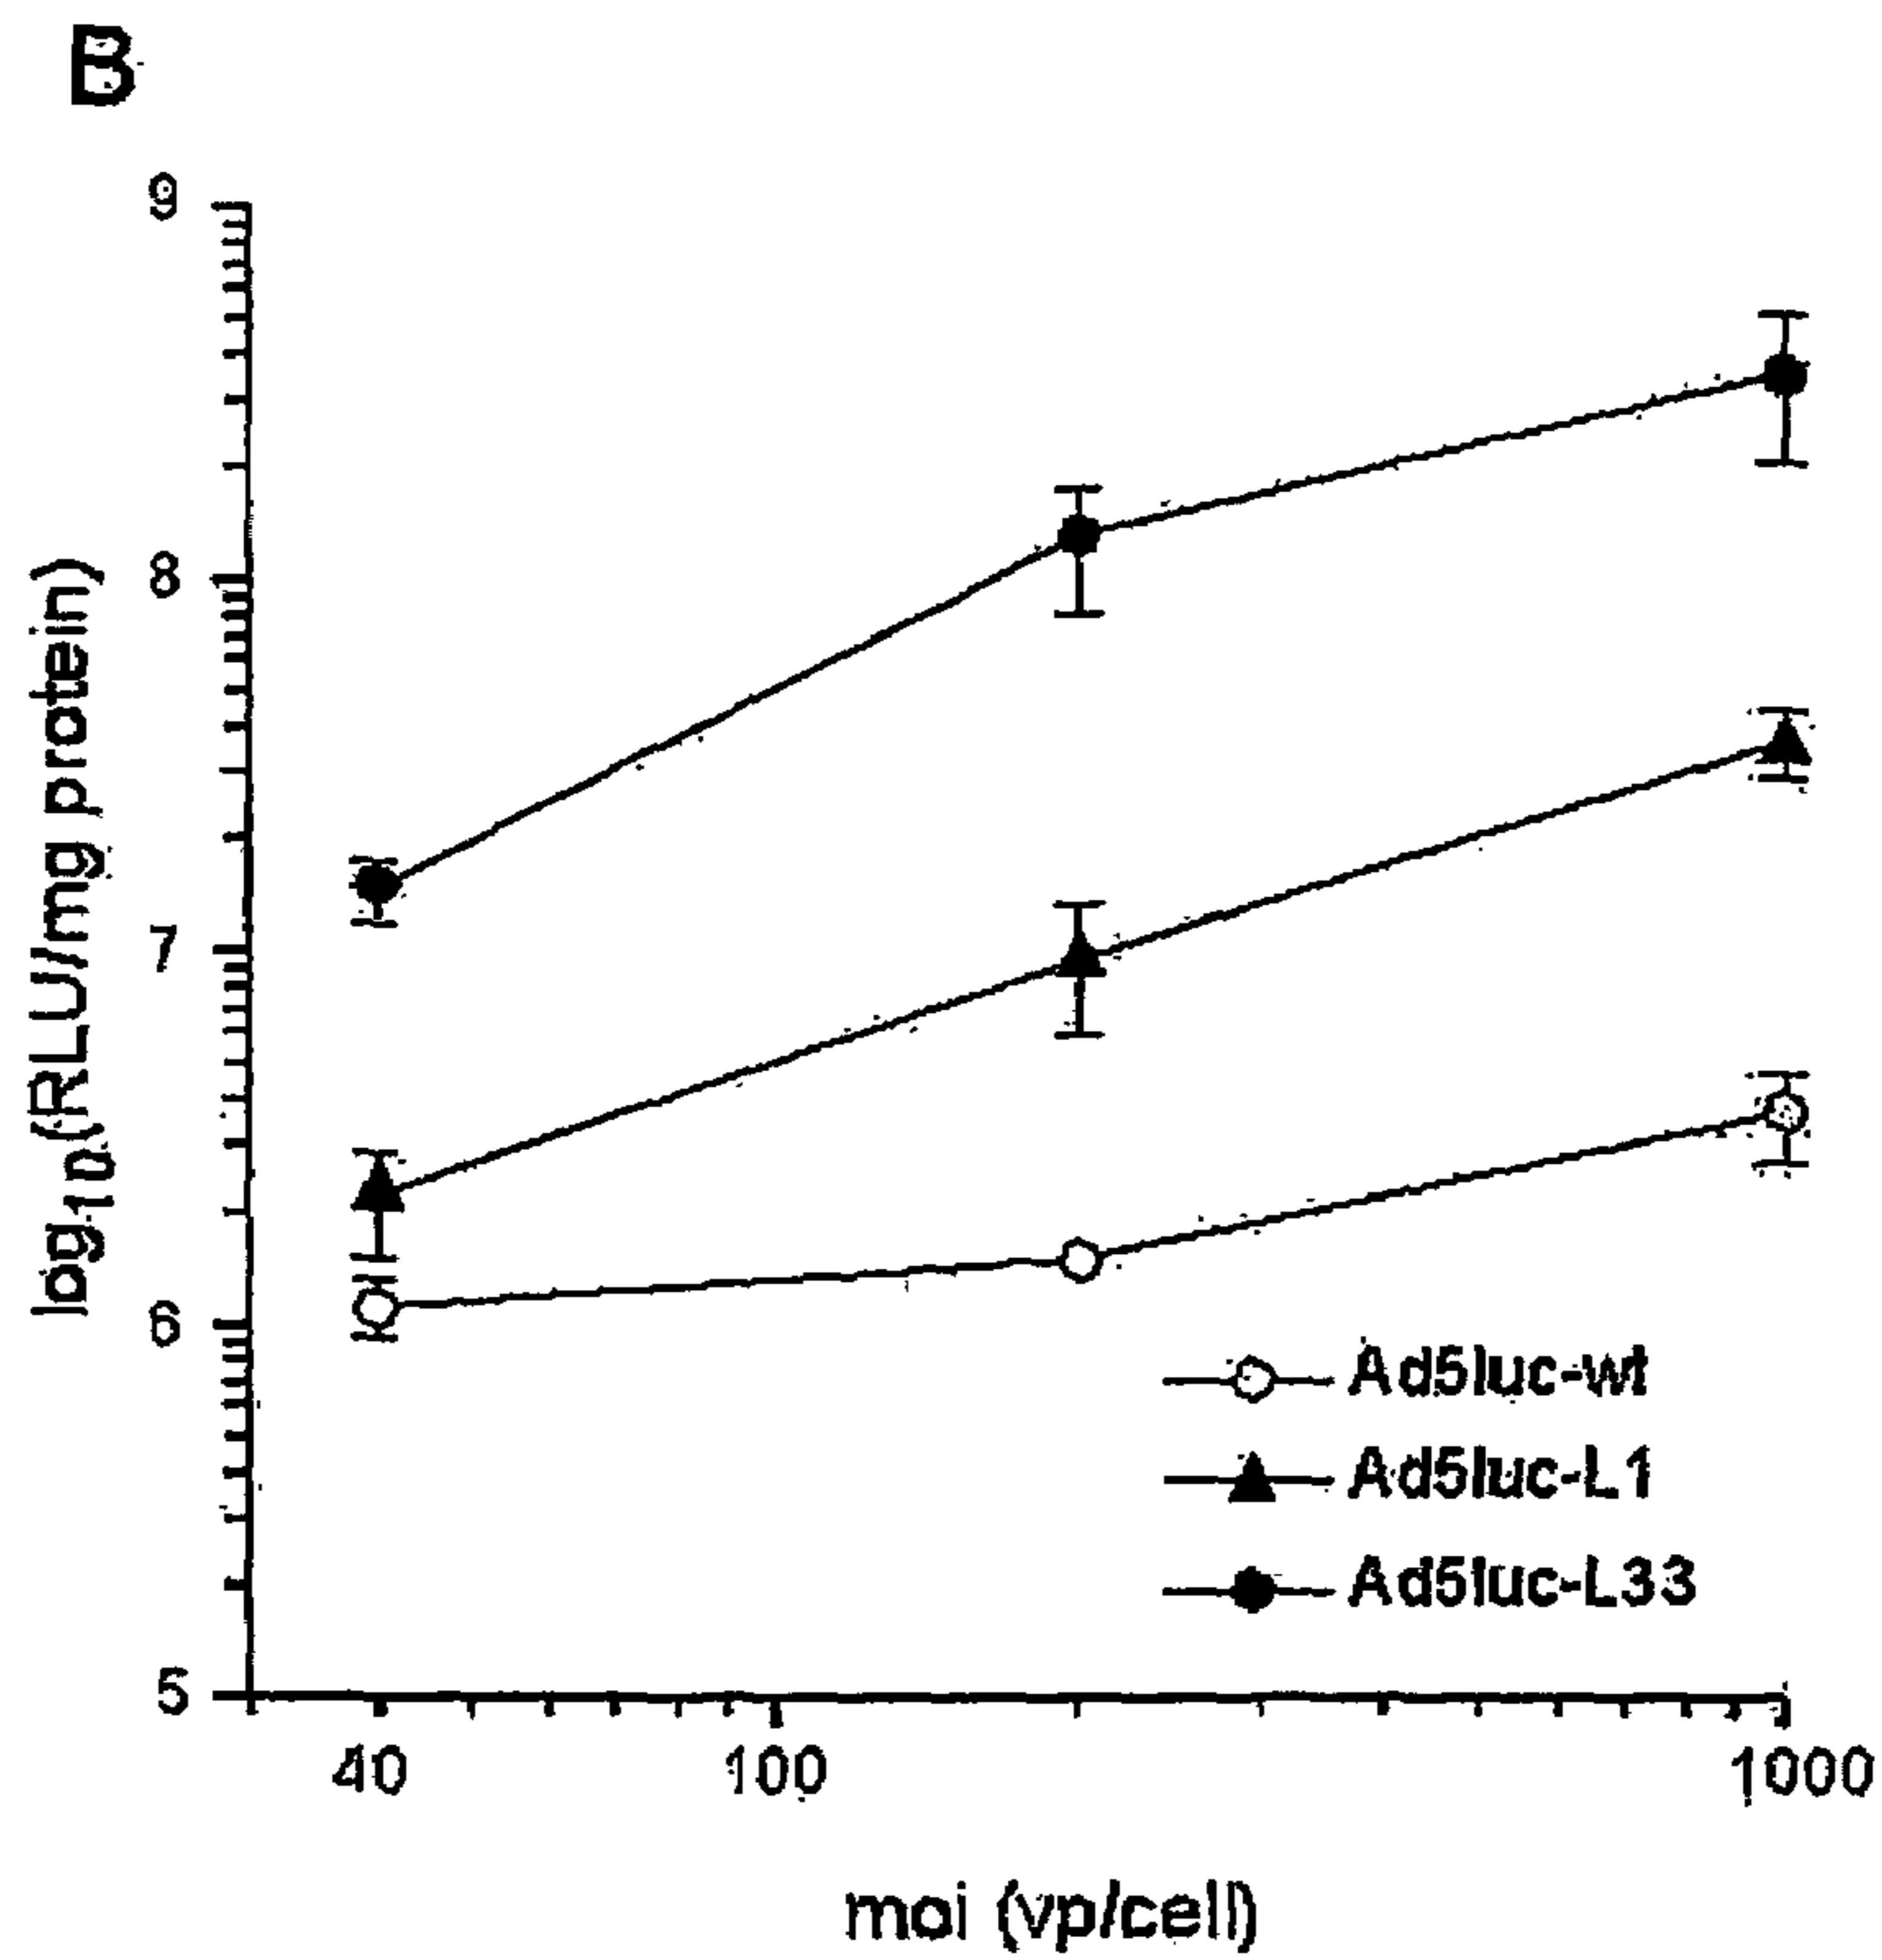 B
9
8
7
6
5
log10(RLU/mg protein)
Ad5luc-wt
Ad5luc-L1
Ad5luc-L33
40 100 1000
moi (vp/cell)